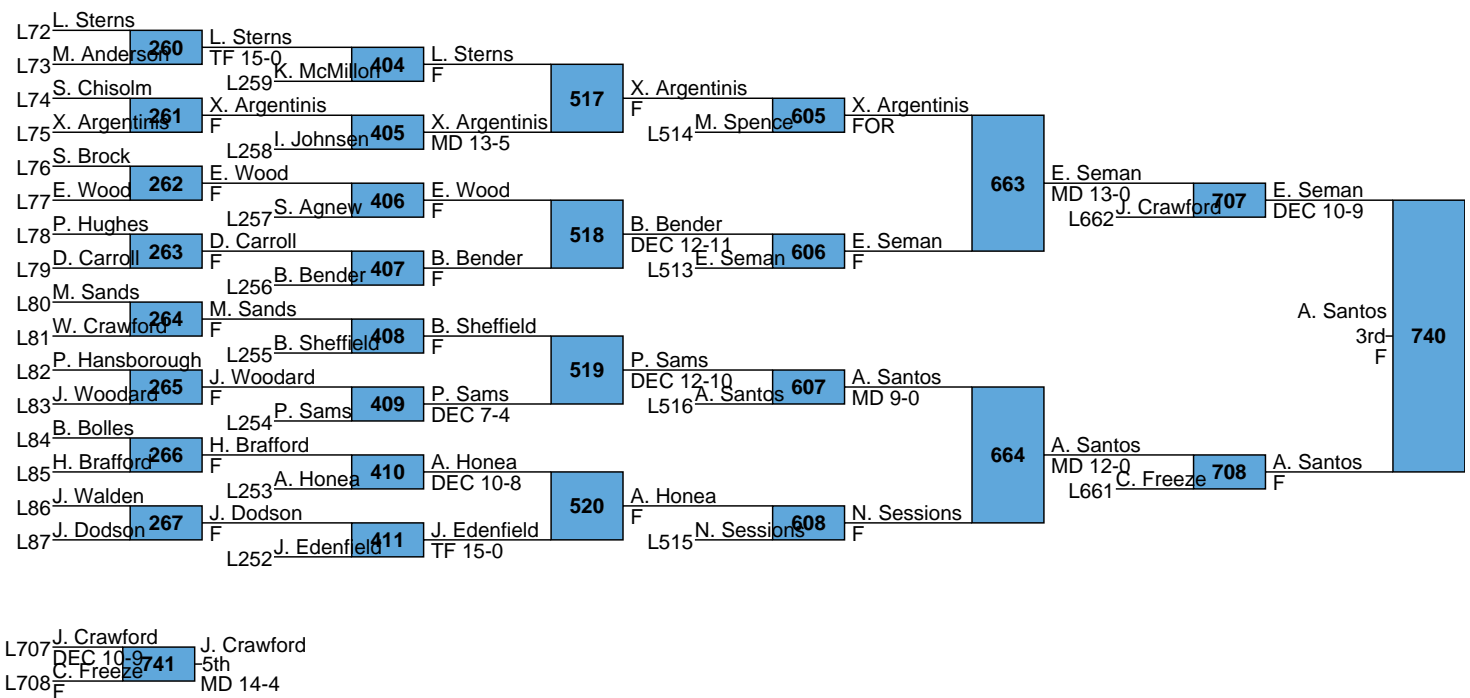 L72 L. Sterns
L73 M. Anderson
260
L. Sterns
TF 15-0
L259 K. McMillon
404
L. Sterns
F
L74 S. Chisolm
L75 X. Argentinis
261
X. Argentinis
F
L258 I. Johnsen
405
X. Argentinis
MD 13-5
517
X. Argentinis
F
L514 M. Spence
605
X. Argentinis
FOR
L76 S. Brock
L77 E. Wood
262
E. Wood
F
L257 S. Agnew
406
E. Wood
F
L78 P. Hughes
L79 D. Carroll
263
D. Carroll
F
L256 B. Bender
407
B. Bender
F
518
B. Bender
DEC 12-11
L513 E. Seman
606
E. Seman
F
663
E. Seman
MD 13-0
L662 J. Crawford
707
E. Seman
DEC 10-9
L80 M. Sands
L81 W. Crawford
264
M. Sands
F
L255 B. Sheffield
408
B. Sheffield
F
L82 P. Hansborough
L83 J. Woodard
265
J. Woodard
F
L254 P. Sams
409
P. Sams
DEC 7-4
519
P. Sams
DEC 12-10
L516 A. Santos
607
A. Santos
MD 9-0
L84 B. Bolles
L85 H. Brafford
266
H. Brafford
F
L253 A. Honea
410
A. Honea
DEC 10-8
L86 J. Walden
L87 J. Dodson
267
J. Dodson
F
L252 J. Edenfield
411
J. Edenfield
TF 15-0
520
A. Honea
F
L515 N. Sessions
608
N. Sessions
F
664
A. Santos
MD 12-0
L661 C. Freeze
708
A. Santos
F
740
A. Santos
3rd
F
L707 J. Crawford
DEC 10-9
L708 C. Freeze
F
741
J. Crawford
5th
MD 14-4